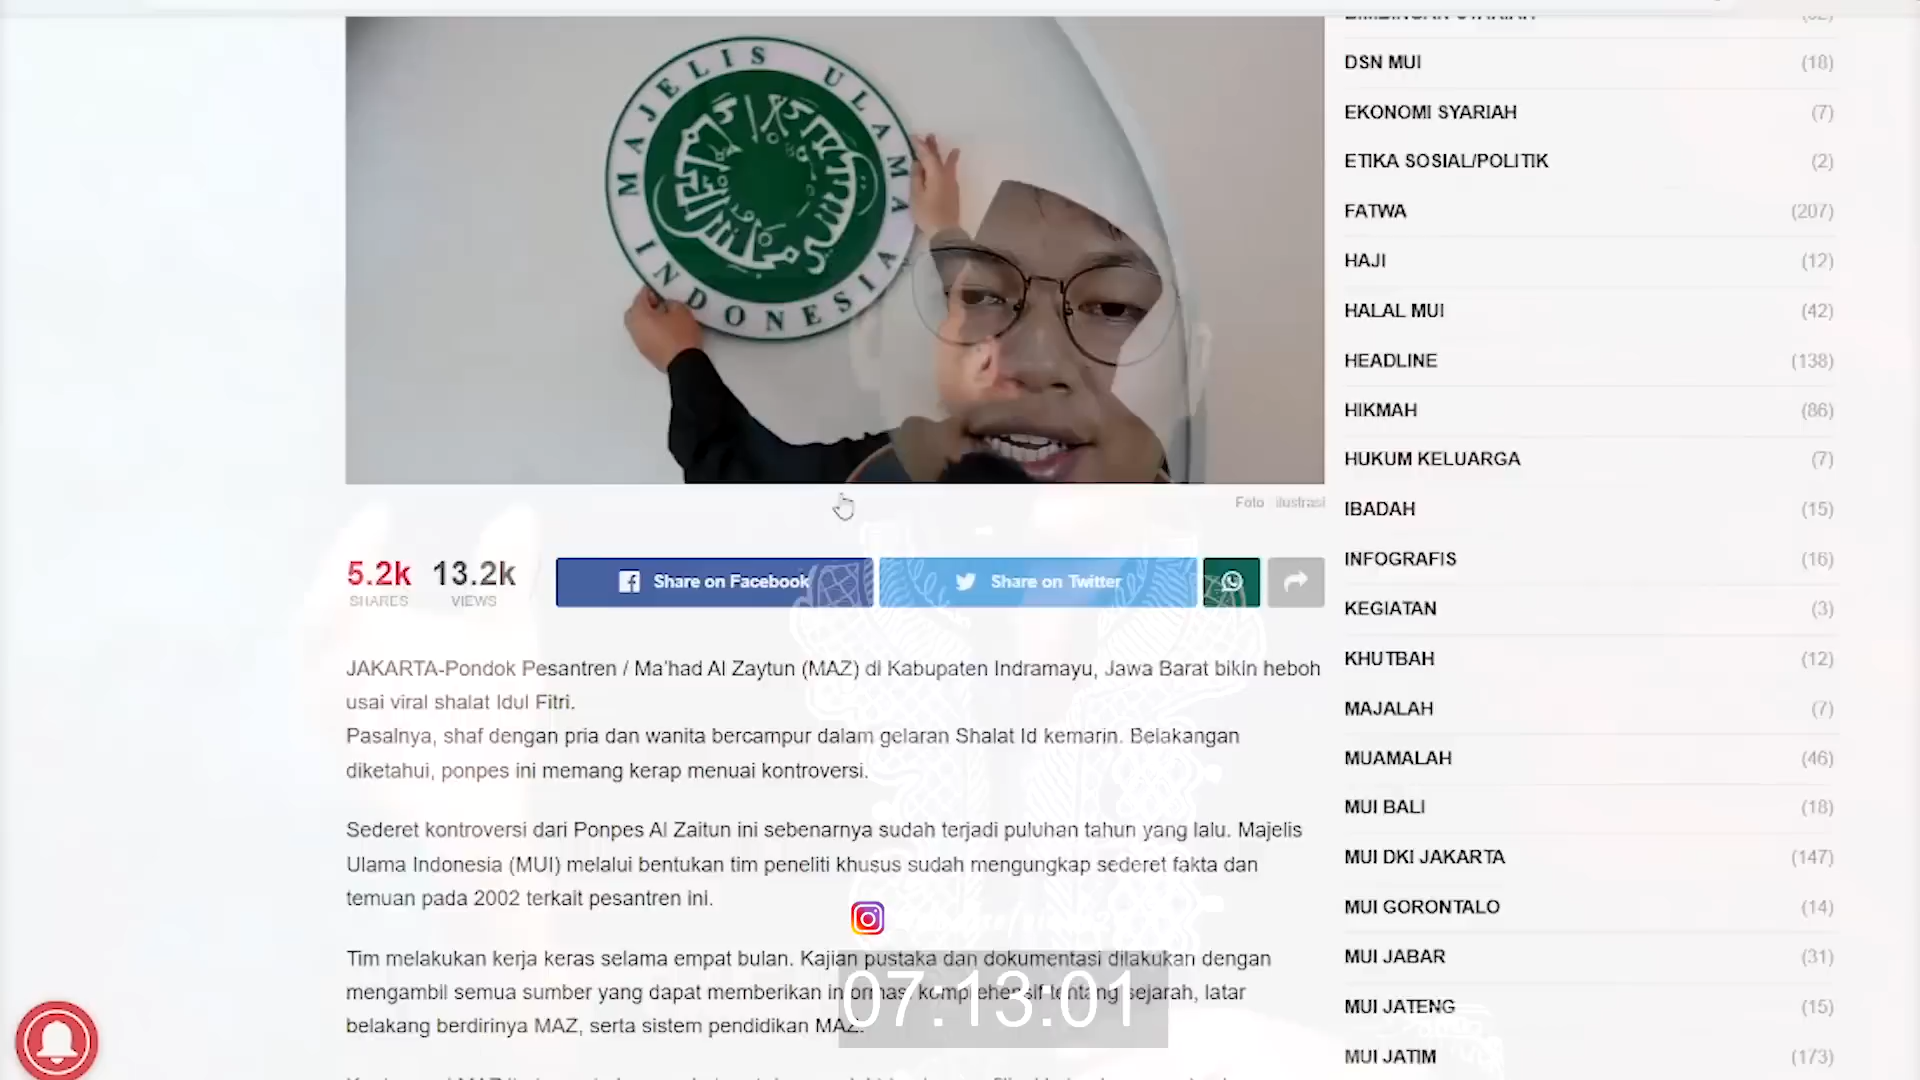 MAJELIS ULAMA INDONESIA
Foto ilustrasi
5.2k
SHARES
13.2k
VIEWS
Share on Facebook
Share on Twitter
JAKARTA-Pondok Pesantren / Ma'had Al Zaytun (MAZ) di Kabupaten Indramayu, Jawa Barat bikin heboh
usai viral shalat Idul Fitri.
Pasalnya, shaf dengan pria dan wanita bercampur dalam gelaran Shalat Id kemarin. Belakangan
diketahui, ponpes ini memang kerap menuai kontroversi.
Sederet kontroversi dari Ponpes Al Zaitun ini sebenarnya sudah terjadi puluhan tahun yang lalu. Majelis
Ulama Indonesia (MUI) melalui bentukan tim peneliti khusus sudah mengungkap sederet fakta dan
temuan pada 2002 terkait pesantren ini.
Tim melakukan kerja keras selama empat bulan. Kajian pustaka dan dokumentasi dilakukan dengan
mengambil semua sumber yang dapat memberikan informasi komprehensif tentang sejarah, latar
belakang berdirinya MAZ, serta sistem pendidikan MAZ.
07:13:01
DSN MUI (18)
EKONOMI SYARIAH (7)
ETIKA SOSIAL/POLITIK (2)
FATWA (207)
HAJI (12)
HALAL MUI (42)
HEADLINE (138)
HIKMAH (86)
HUKUM KELUARGA (7)
IBADAH (15)
INFOGRAFIS (16)
KEGIATAN (3)
KHUTBAH (12)
MAJALAH (7)
MUAMALAH (46)
MUI BALI (18)
MUI DKI JAKARTA (147)
MUI GORONTALO (14)
MUI JABAR (31)
MUI JATENG (15)
MUI JATIM (173)